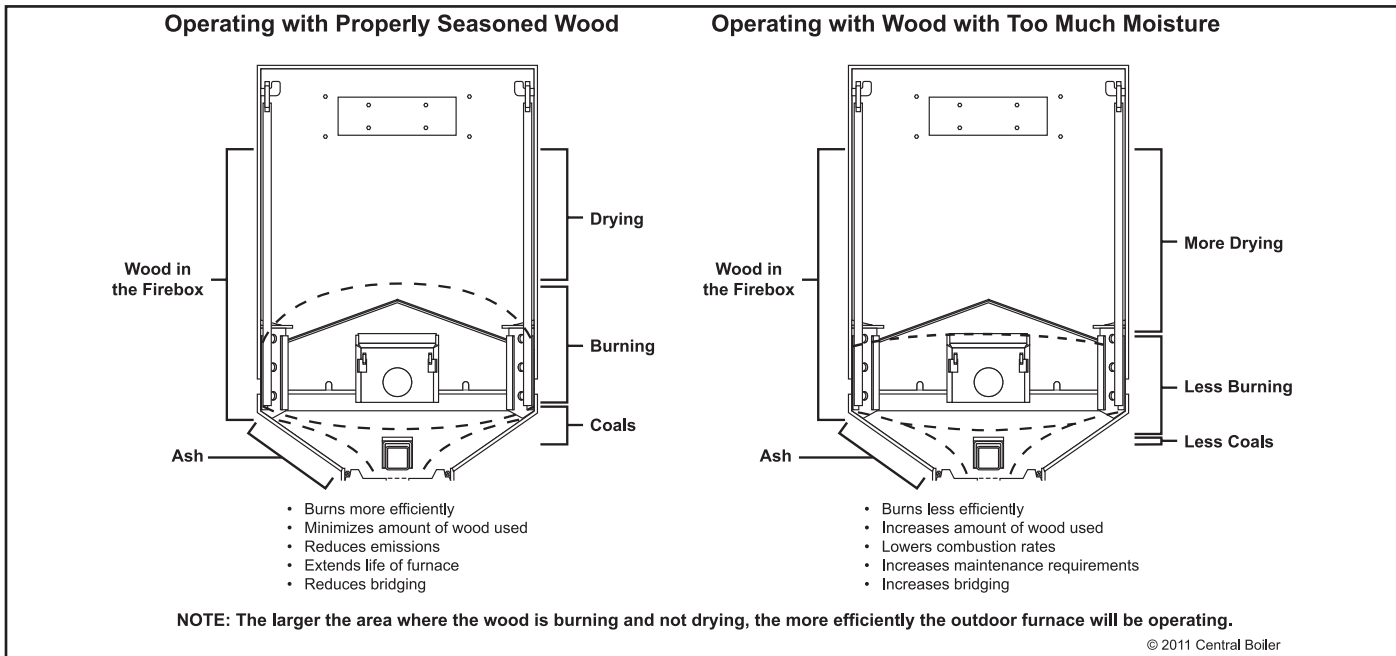 Operating with Properly Seasoned Wood
Wood in
the Firebox
Drying
Burning
Coals
Ash
• Burns more efficiently
• Minimizes amount of wood used
• Reduces emissions
• Extends life of furnace
• Reduces bridging
Operating with Wood with Too Much Moisture
Wood in
the Firebox
More Drying
Less Burning
Less Coals
Ash
• Burns less efficiently
• Increases amount of wood used
• Lowers combustion rates
• Increases maintenance requirements
• Increases bridging
NOTE: The larger the area where the wood is burning and not drying, the more efficiently the outdoor furnace will be operating.
© 2011 Central Boiler